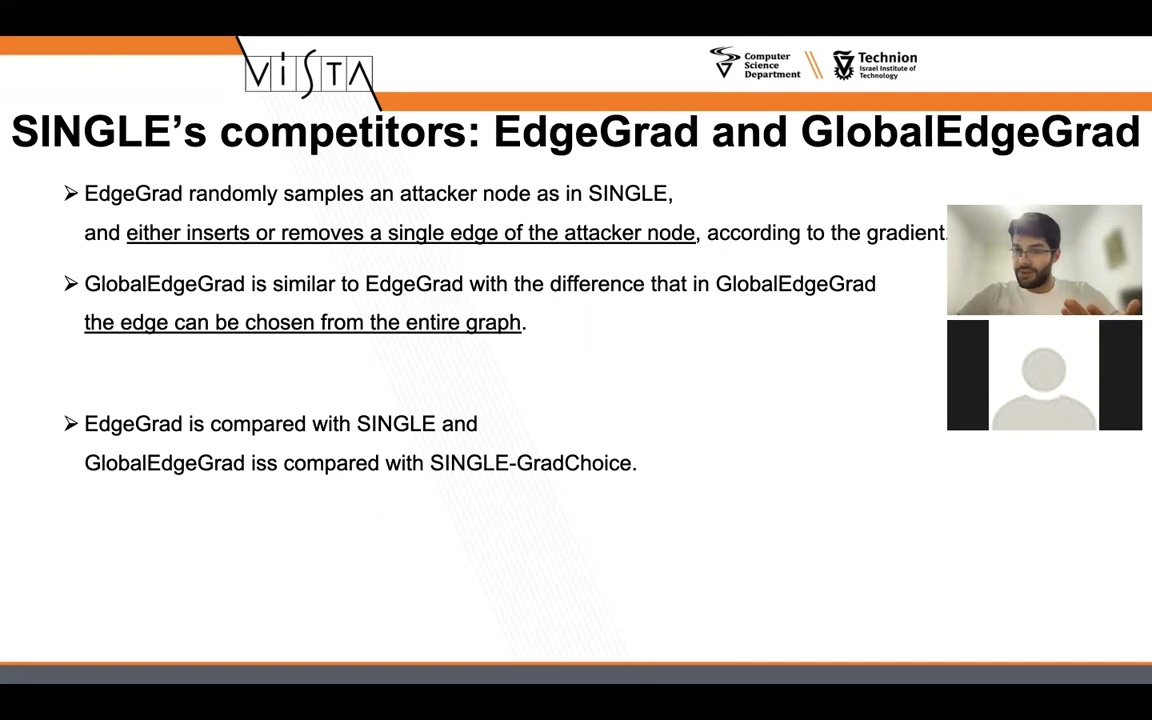 VISTA
Computer
Science
Department
Technion
Israel Institute of
Technology
SINGLE's competitors: EdgeGrad and GlobalEdgeGrad
➢ EdgeGrad randomly samples an attacker node as in SINGLE,
and either inserts or removes a single edge of the attacker node, according to the gradient.
➢ GlobalEdgeGrad is similar to EdgeGrad with the difference that in GlobalEdgeGrad
the edge can be chosen from the entire graph.
➢ EdgeGrad is compared with SINGLE and
GlobalEdgeGrad iss compared with SINGLE-GradChoice.